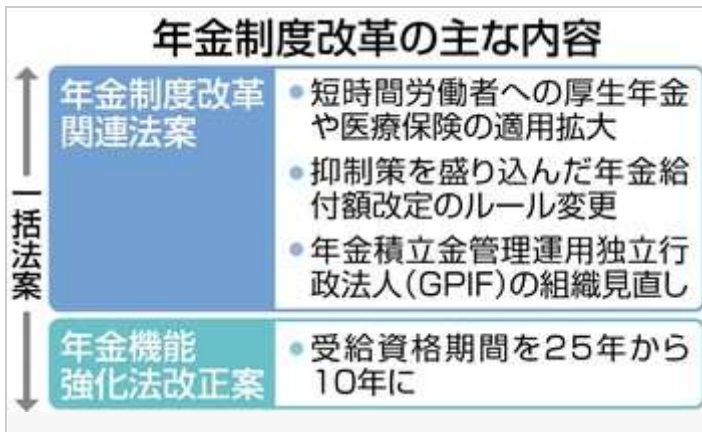 年金制度改革の主な内容
一括法案
年金制度改革
関連法案
●短時間労働者への厚生年金
や医療保険の適用拡大
●抑制策を盛り込んだ年金給
付額改定のルール変更
●年金積立金管理運用独立行
政法人(GPIF)の組織見直し
年金機能
強化法改正案
●受給資格期間を25年から
10年に